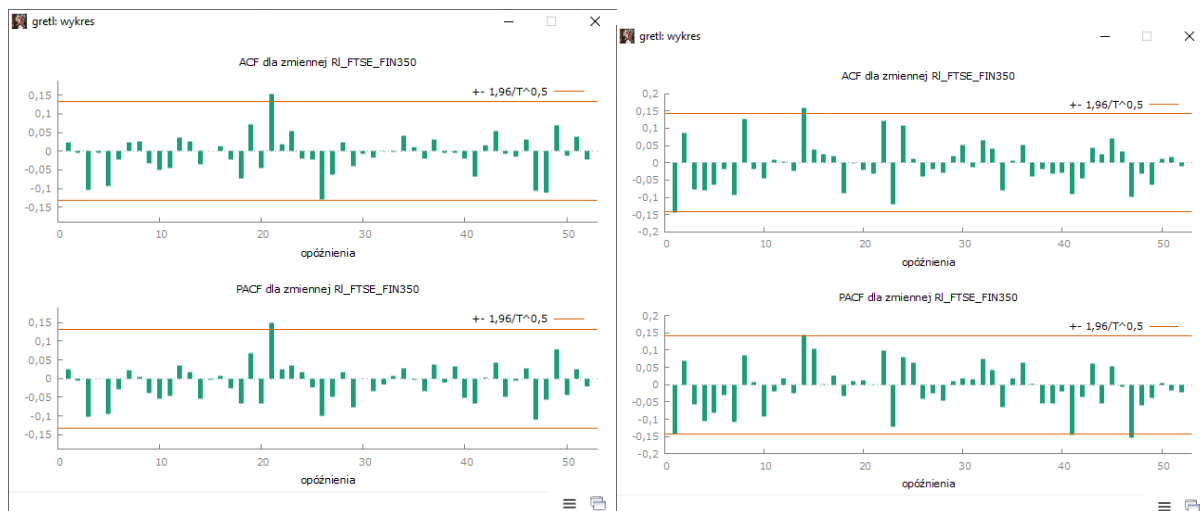 gretl: wykres
ACF dla zmiennej Rl_FTSE_FIN350
+- 1,96/T^0,5
0,15
0,1
0,05
0
-0,05
-0,1
-0,15
0 10 20 30 40 50
opóźnienia
PACF dla zmiennej Rl_FTSE_FIN350
+- 1,96/T^0,5
0,15
0,1
0,05
0
-0,05
-0,1
-0,15
0 10 20 30 40 50
opóźnienia
gretl: wykres
ACF dla zmiennej Rl_FTSE_FIN350
+- 1,96/T^0,5
0,2
0,15
0,1
0,05
0
-0,05
-0,1
-0,15
-0,2
0 10 20 30 40 50
opóźnienia
PACF dla zmiennej Rl_FTSE_FIN350
+- 1,96/T^0,5
0,2
0,15
0,1
0,05
0
-0,05
-0,1
-0,15
-0,2
0 10 20 30 40 50
opóźnienia